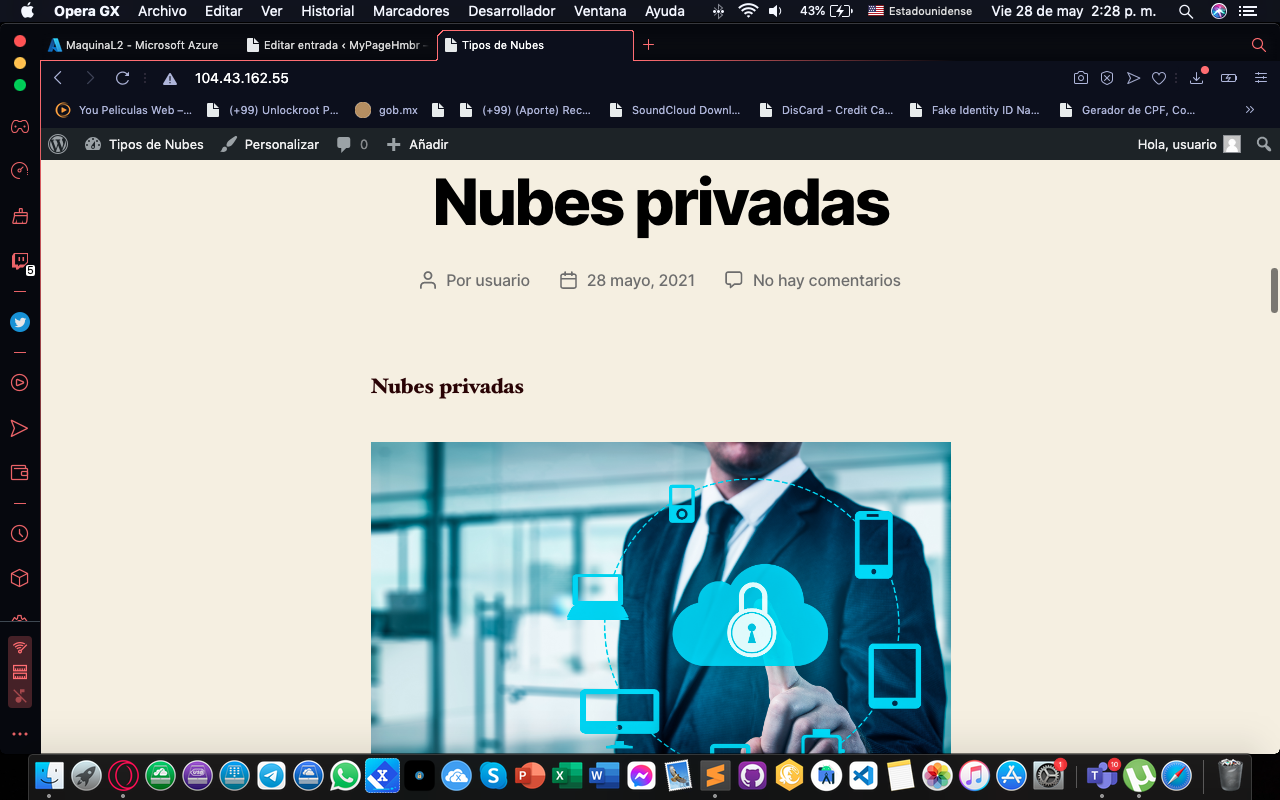 Opera GX Archivo Editar Ver Historial Marcadores Desarrollador Ventana Ayuda 43% Estadounidense Vie 28 de may 2:28 p. m.
MaquinaL2 - Microsoft Azure Editar entrada ‹ MyPageHmbr - Tipos de Nubes
104.43.162.55
You Peliculas Web –... (+99) Unlockroot P... gob.mx (+99) (Aporte) Rec... SoundCloud Downl... DisCard - Credit Ca... Fake Identity ID Na... Gerador de CPF, Co... »
Tipos de Nubes Personalizar 0 Añadir Hola, usuario
Nubes privadas
Por usuario 28 mayo, 2021 No hay comentarios
Nubes privadas
5
1
10